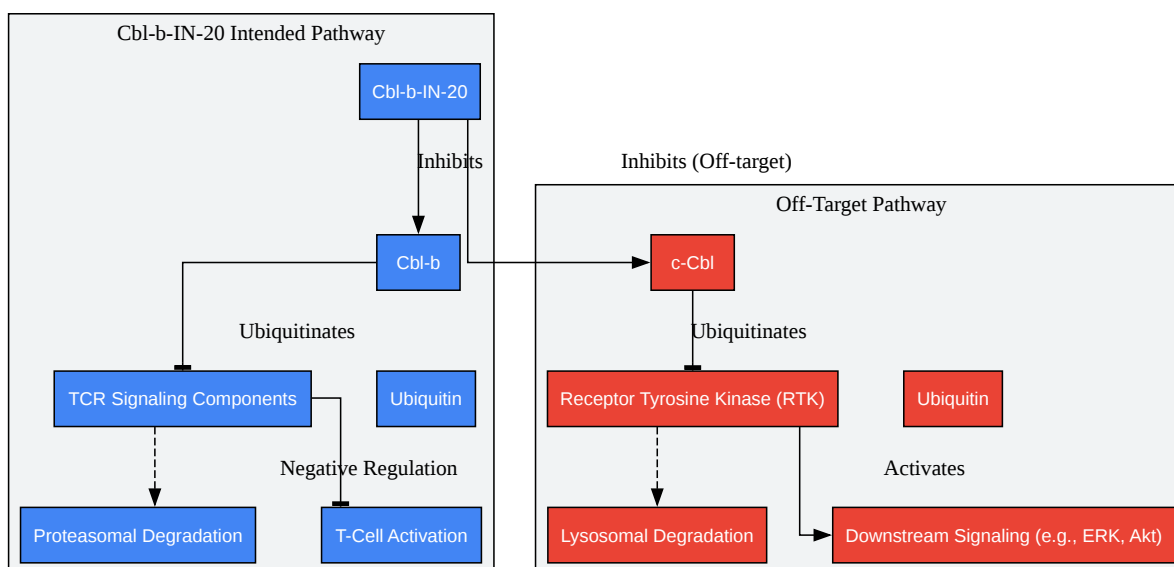 Cbl-b-IN-20 Intended Pathway
Cbl-b-IN-20
Inhibits
Inhibits (Off-target)
Off-Target Pathway
Cbl-b
c-Cbl
Ubiquitinates
Ubiquitinates
TCR Signaling Components
Ubiquitin
Receptor Tyrosine Kinase (RTK)
Ubiquitin
Negative Regulation
Activates
Proteasomal Degradation
T-Cell Activation
Lysosomal Degradation
Downstream Signaling (e.g., ERK, Akt)